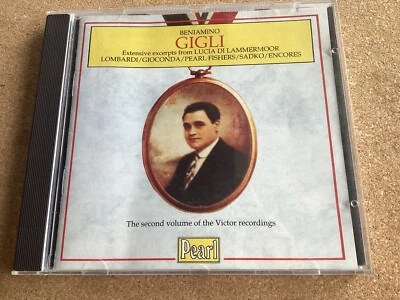 BENIAMINO
GIGLI
Extensive excerpts from LUCIA DI LAMMERMOOR
LOMBARDI/GIOCONDA/PEARL FISHERS/SADKO/ENCORES
The second volume of the Victor recordings
Pearl